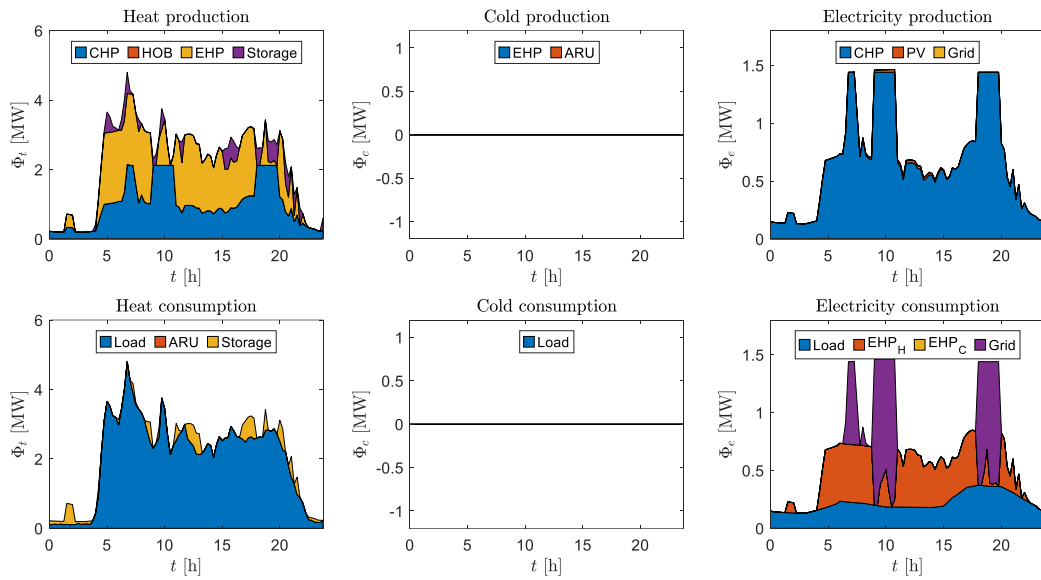 Heat production
Cold production
Electricity production
CHP HOB EHP Storage
EHP ARU
CHP PV Grid
Φt [MW]
Φc [MW]
Φe [MW]
6
4
2
0
1
0.5
0
-0.5
-1
1.5
1
0.5
0
0 5 10 15 20
0 5 10 15 20
0 5 10 15 20
t [h]
t [h]
t [h]
Heat consumption
Cold consumption
Electricity consumption
Load ARU Storage
Load
Load EHP_H EHP_C Grid
Φt [MW]
Φc [MW]
Φe [MW]
6
4
2
0
1
0.5
0
-0.5
-1
1.5
1
0.5
0
0 5 10 15 20
0 5 10 15 20
0 5 10 15 20
t [h]
t [h]
t [h]